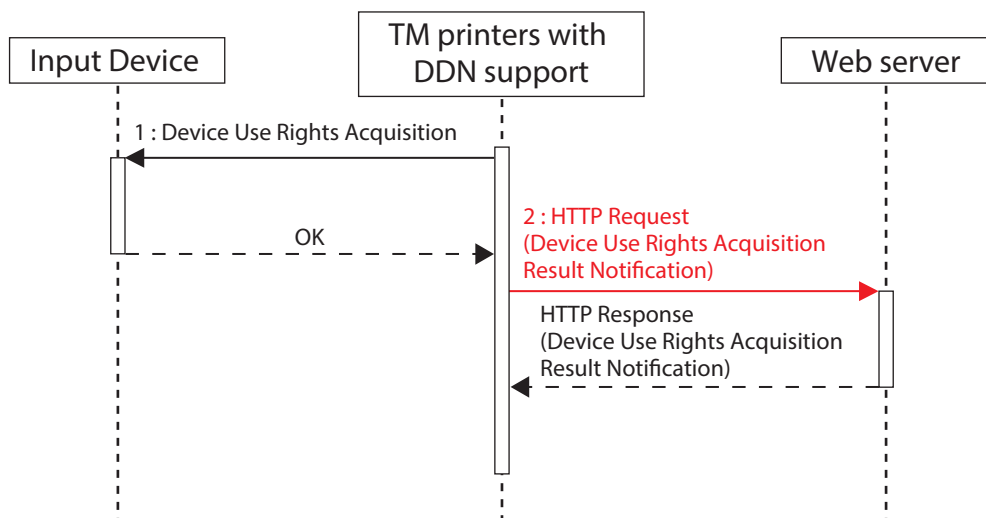 Input Device
TM printers with
DDN support
Web server
1 : Device Use Rights Acquisition
OK
2 : HTTP Request
(Device Use Rights Acquisition
Result Notification)
HTTP Response
(Device Use Rights Acquisition
Result Notification)